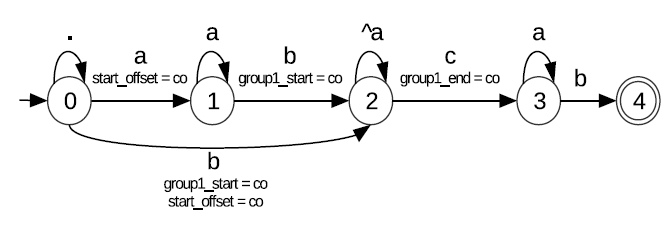 .
a
start_offset = co
a
b
group1_start = co
^a
c
group1_end = co
a
b
0
1
2
3
4
b
group1_start = co
start_offset = co